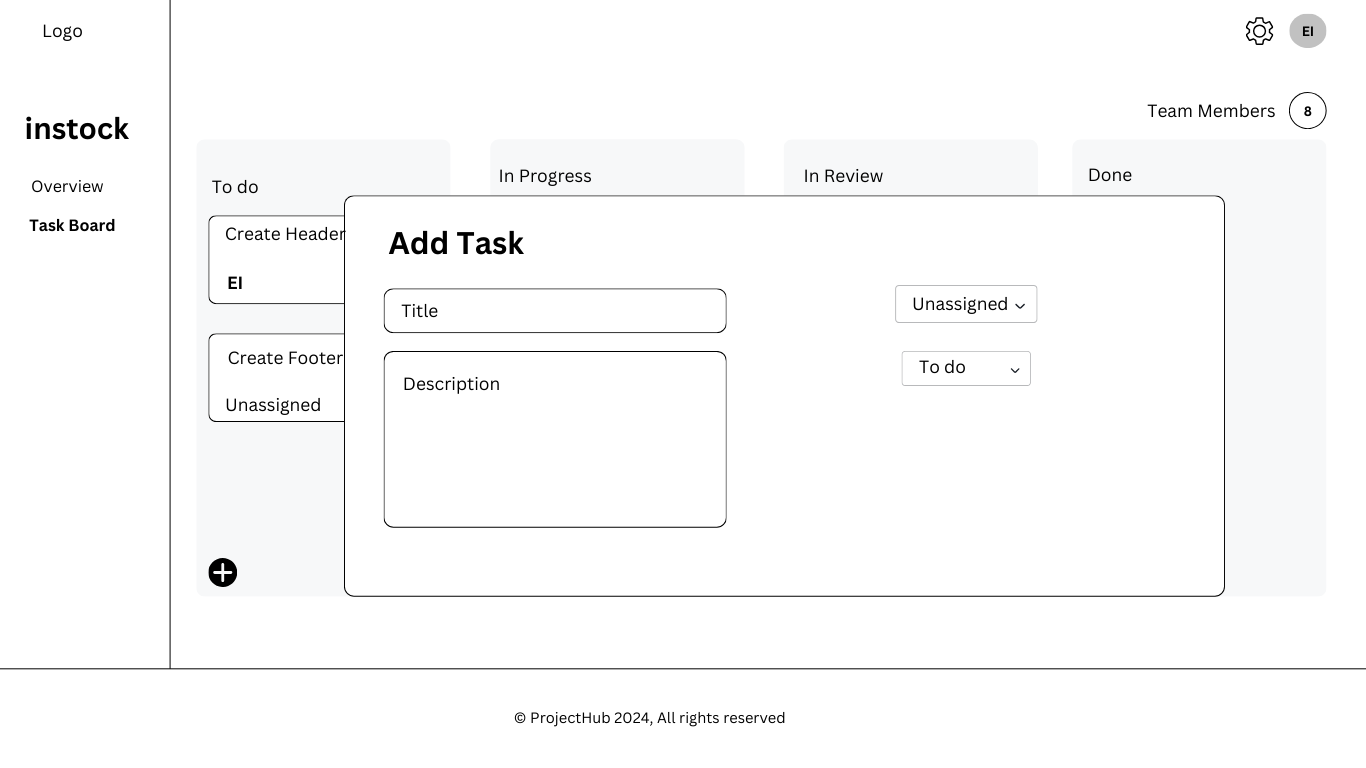 Logo
EI
instock
Overview
Task Board
Team Members
8
To do
In Progress
In Review
Done
Create Header
EI
Create Footer
Unassigned
Add Task
Title
Description
Unassigned
To do
© ProjectHub 2024, All rights reserved